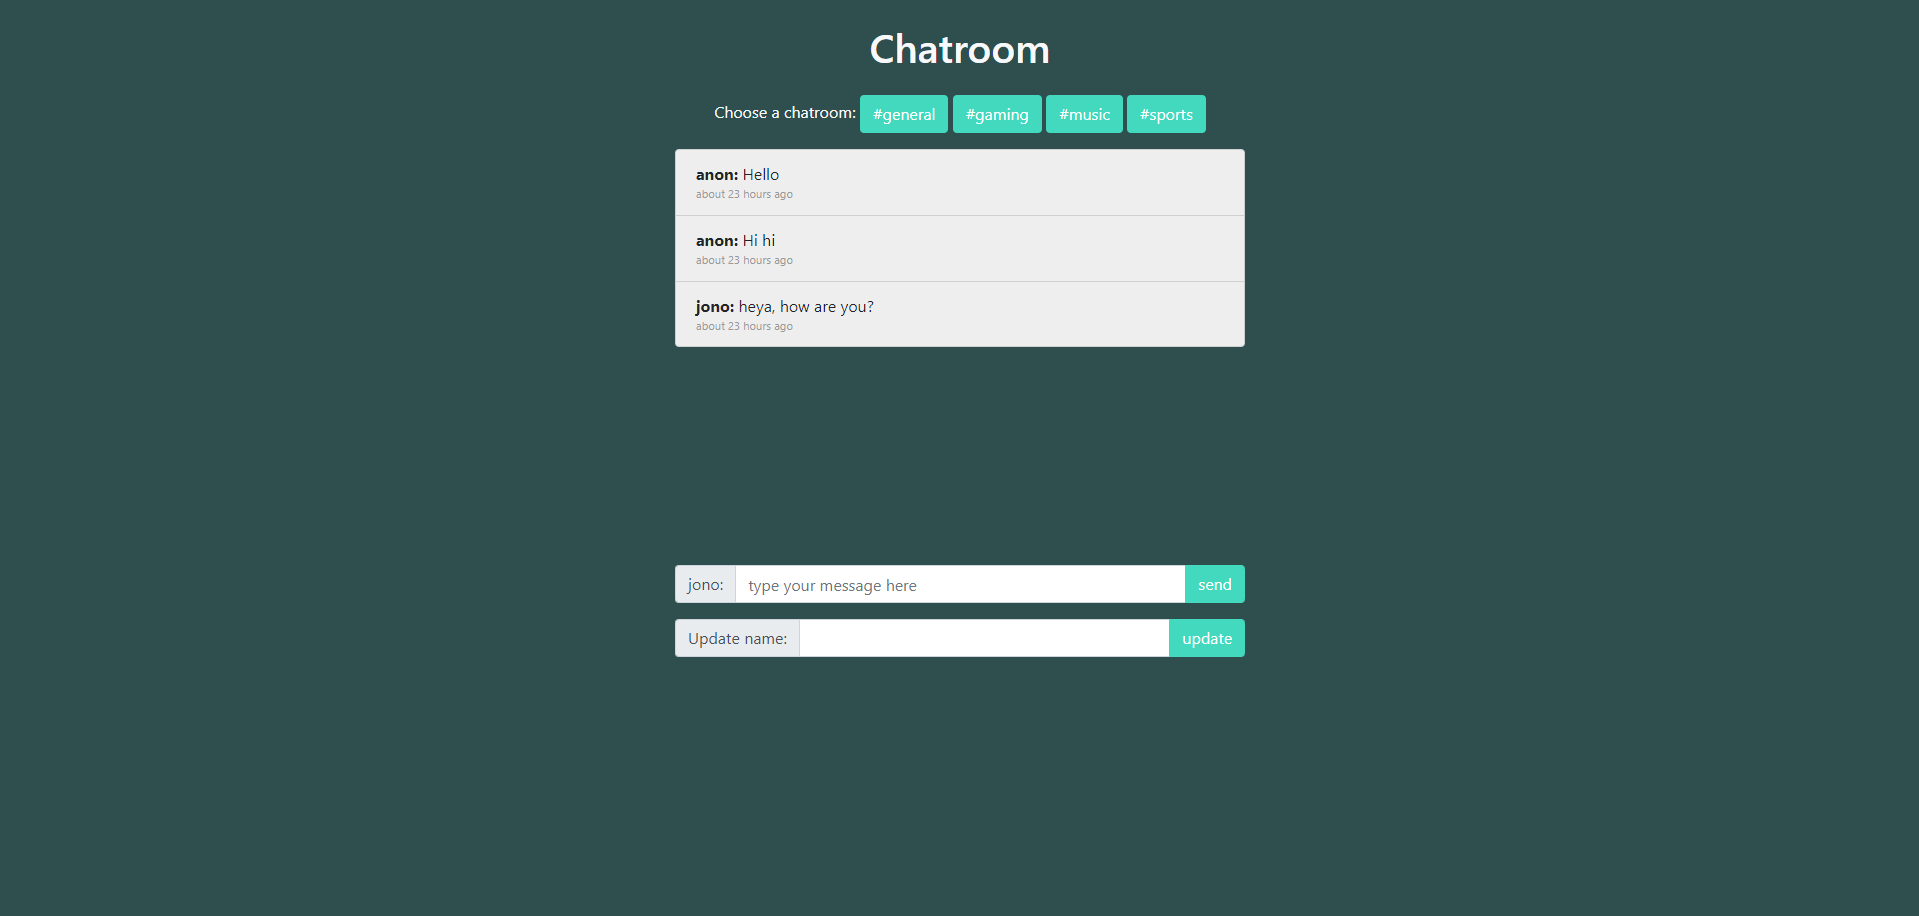 Chatroom
Choose a chatroom: #general #gaming #music #sports
anon: Hello
about 23 hours ago
anon: Hi hi
about 23 hours ago
jono: heya, how are you?
about 23 hours ago
jono: type your message here send
Update name: update